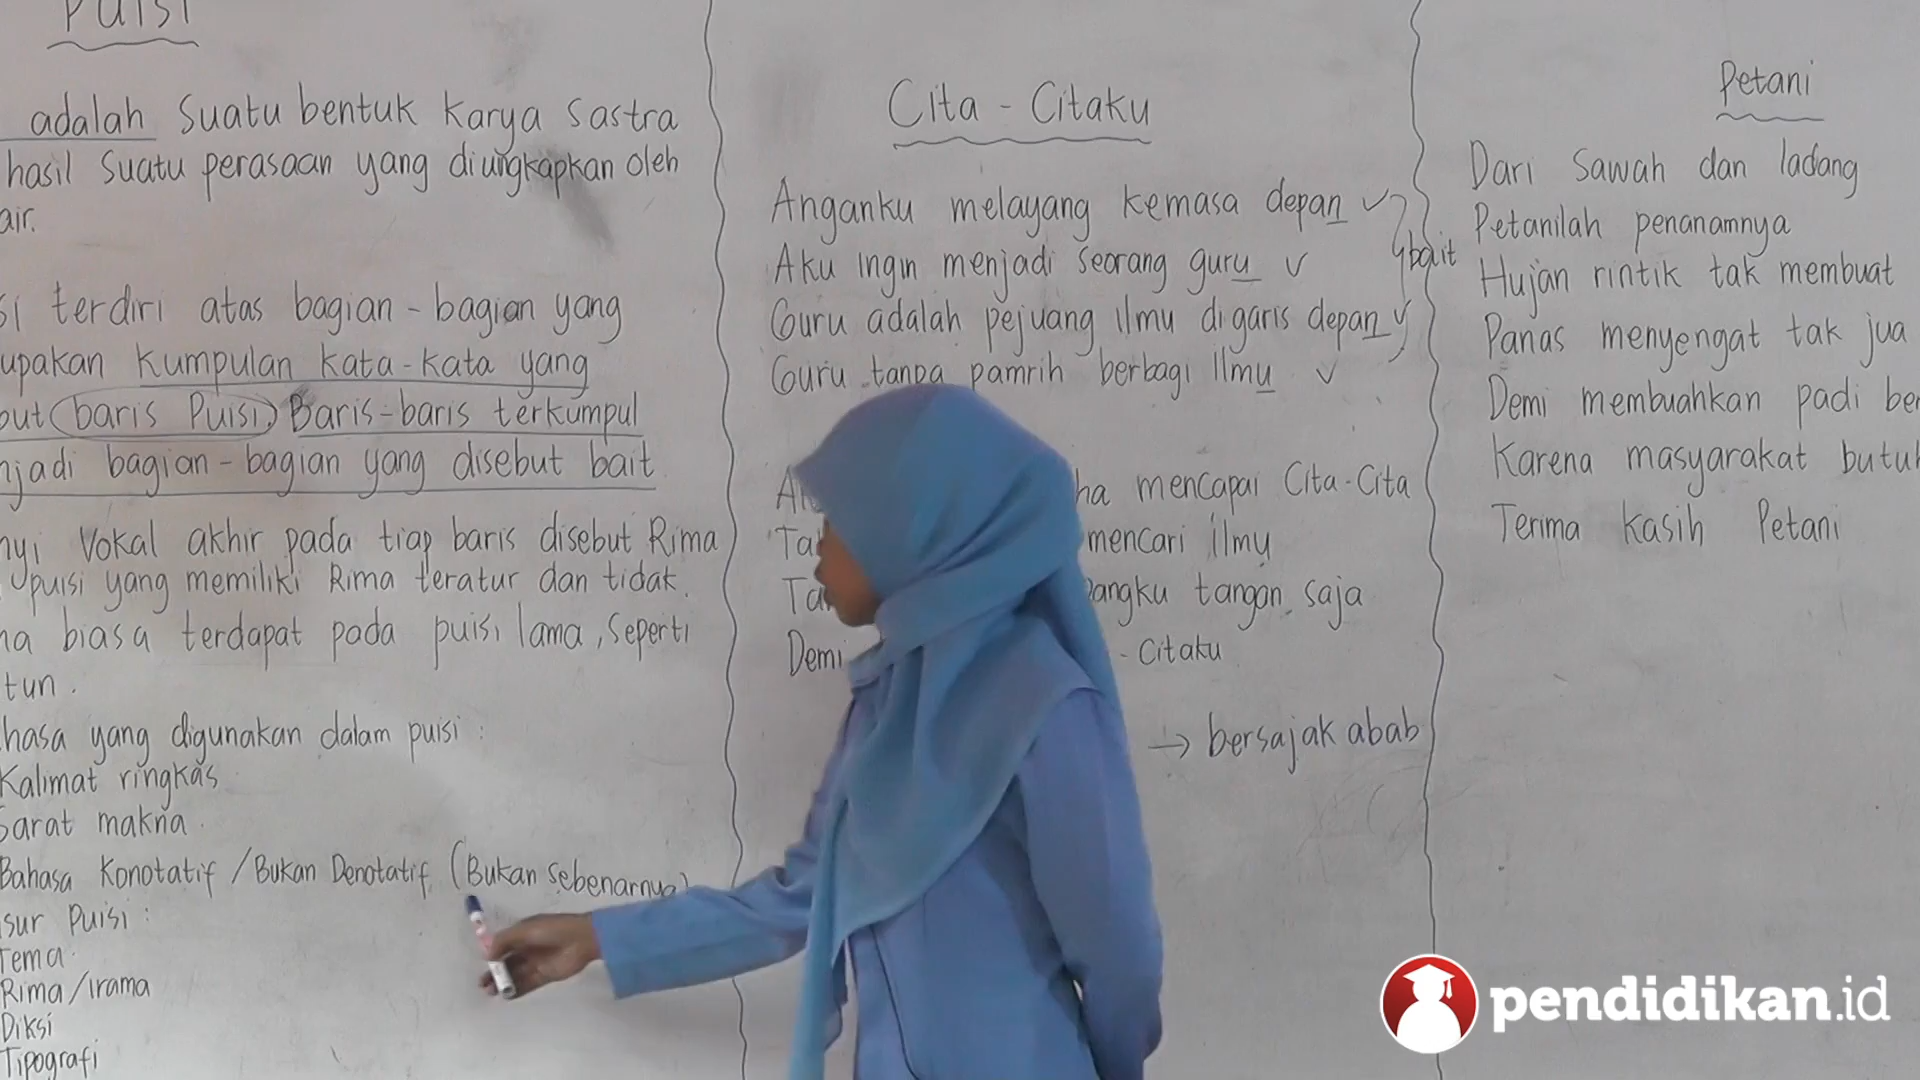 Puisi
adalah Suatu bentuk Karya Sastra
hasil Suatu perasaan yang diungkapkan oleh
air.
si terdiri atas bagian - bagian yang
upakan Kumpulan Kata - Kata yang
but baris Puisi. Baris-baris terkumpul
njadi bagian - bagian yang disebut bait
nyi Vokal akhir pada tiap baris disebut Rima
puisi yang memiliki Rima teratur dan tidak.
na biasa terdapat pada puisi lama, Seperti
tun.
hasa yang digunakan dalam puisi :
Kalimat ringkas
Sarat makna.
Bahasa Konotatif / Bukan Denotatif (Bukan Sebenarnya)
sur Puisi :
Tema
Rima / Irama
Diksi
Tipografi
Cita - Citaku
Anganku melayang kemasa depan
Aku ingin menjadi seorang guru
Guru adalah pejuang ilmu digaris depan
Guru tanpa pamrih berbagi ilmu
bait
ha mencapai Cita-Cita
mencari ilmu
angku tangan saja
Demi - Citaku
→ bersajak abab
Petani
Dari Sawah dan ladang
Petanilah penanamnya
Hujan rintik tak membuat
Panas menyengat tak jua
Demi membuahkan padi ber
Karena masyarakat butuh
Terima Kasih Petani
pendidikan.id